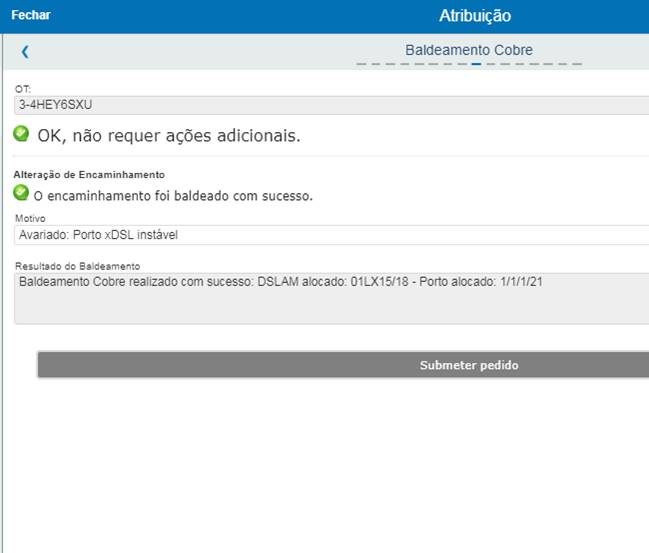 Fechar
Atribuição
Baldeamento Cobre
OT:
3-4HEY6SXU
OK, não requer ações adicionais.
Alteração de Encaminhamento
O encaminhamento foi baldeado com sucesso.
Motivo
Avariado: Porto xDSL instável
Resultado do Baldeamento
Baldeamento Cobre realizado com sucesso: DSLAM alocado: 01LX15/18 - Porto alocado: 1/1/1/21
Submeter pedido